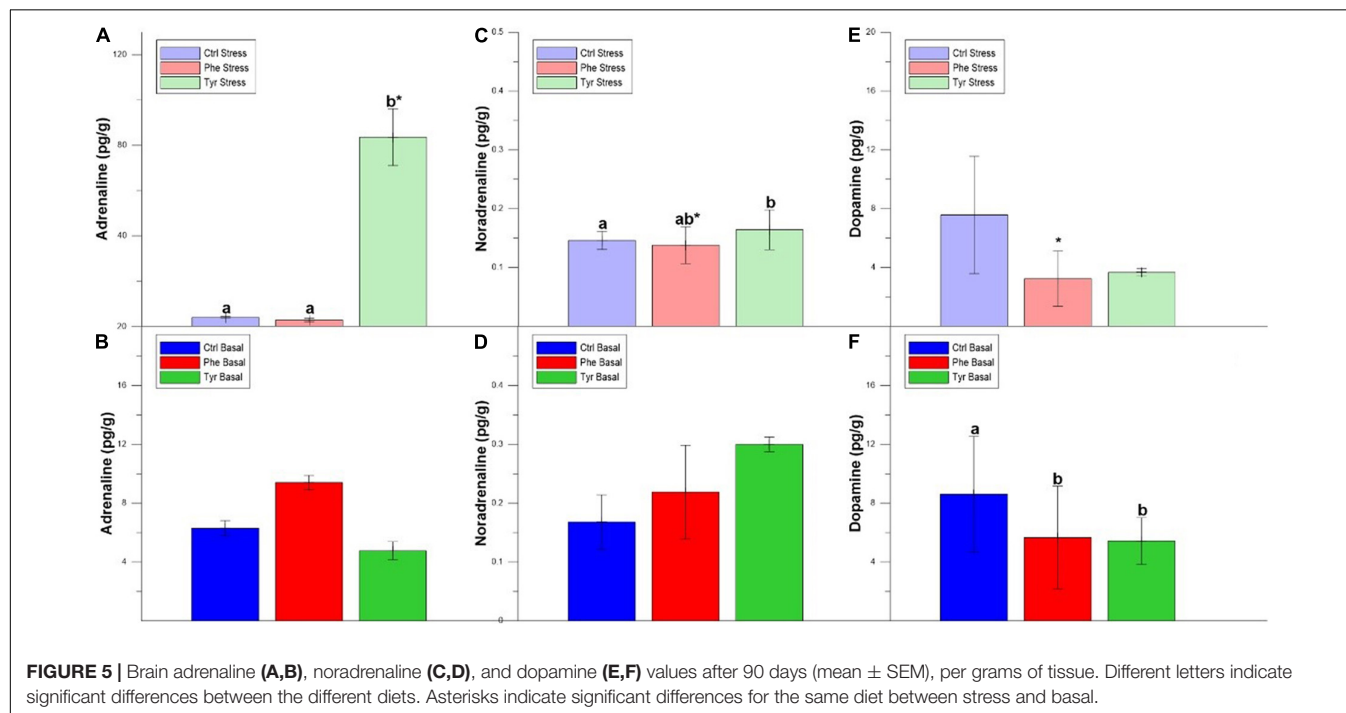 A
120
80
40
20
Adrenaline (pg/g)
Ctrl Stress
Phe Stress
Tyr Stress
a
a
b*
C
0.5
0.4
0.3
0.2
0.1
Noradrenaline (pg/g)
Ctrl Stress
Phe Stress
Tyr Stress
a
ab*
b
E
20
16
12
8
4
Dopamine (pg/g)
Ctrl Stress
Phe Stress
Tyr Stress
*
B
16
12
8
4
Adrenaline (pg/g)
Ctrl Basal
Phe Basal
Tyr Basal
D
0.4
0.3
0.2
0.1
0
Noradrenaline (pg/g)
Ctrl Basal
Phe Basal
Tyr Basal
F
16
12
8
4
Dopamine (pg/g)
Ctrl Basal
Phe Basal
Tyr Basal
a
b
b
FIGURE 5 | Brain adrenaline (A,B), noradrenaline (C,D), and dopamine (E,F) values after 90 days (mean ± SEM), per grams of tissue. Different letters indicate
significant differences between the different diets. Asterisks indicate significant differences for the same diet between stress and basal.